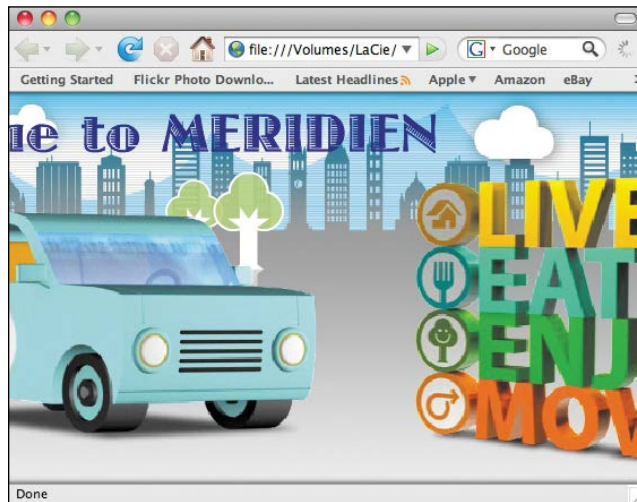 file:///Volumes/LaCie/ G Google
Getting Started Flickr Photo Downlo... Latest Headlines Apple Amazon eBay
ne to MERIDIEN
LIVE
EAT
ENJ
MOV
Done